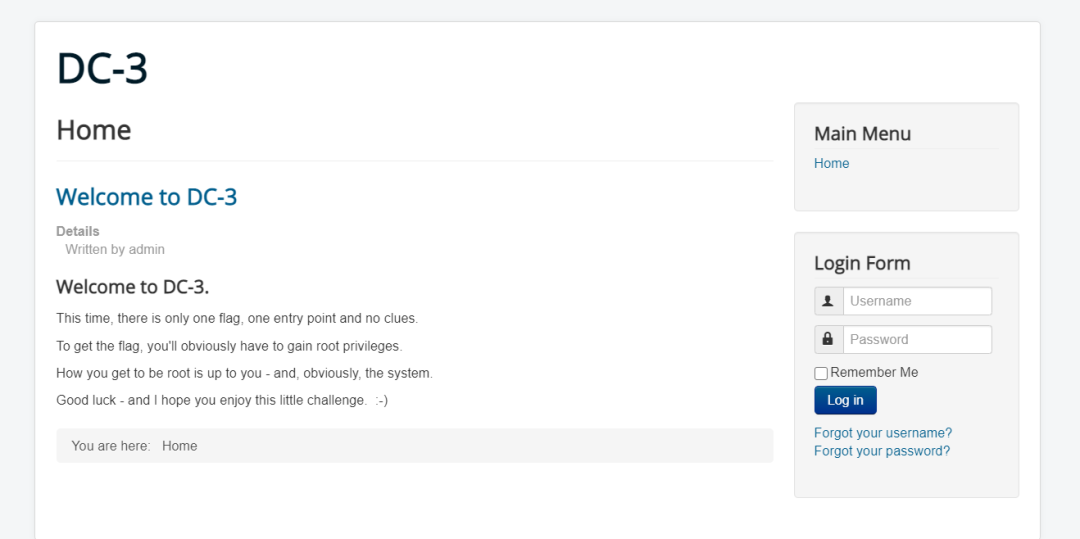 DC-3
Home
Welcome to DC-3
Details
Written by admin
Welcome to DC-3.
This time, there is only one flag, one entry point and no clues.
To get the flag, you'll obviously have to gain root privileges.
How you get to be root is up to you - and, obviously, the system.
Good luck - and I hope you enjoy this little challenge.  :-)
You are here:   Home
Main Menu
Home
Login Form
Username
Password
Remember Me
Log in
Forgot your username?
Forgot your password?